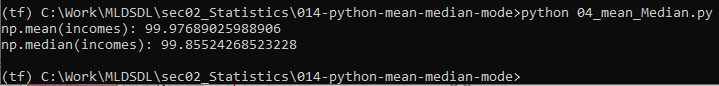 (tf) C:\Work\MLDSDL\sec02_Statistics\014-python-mean-median-mode>python 04_mean_Median.py
np.mean(incomes): 99.97689025988906
np.median(incomes): 99.85524268523228
(tf) C:\Work\MLDSDL\sec02_Statistics\014-python-mean-median-mode>